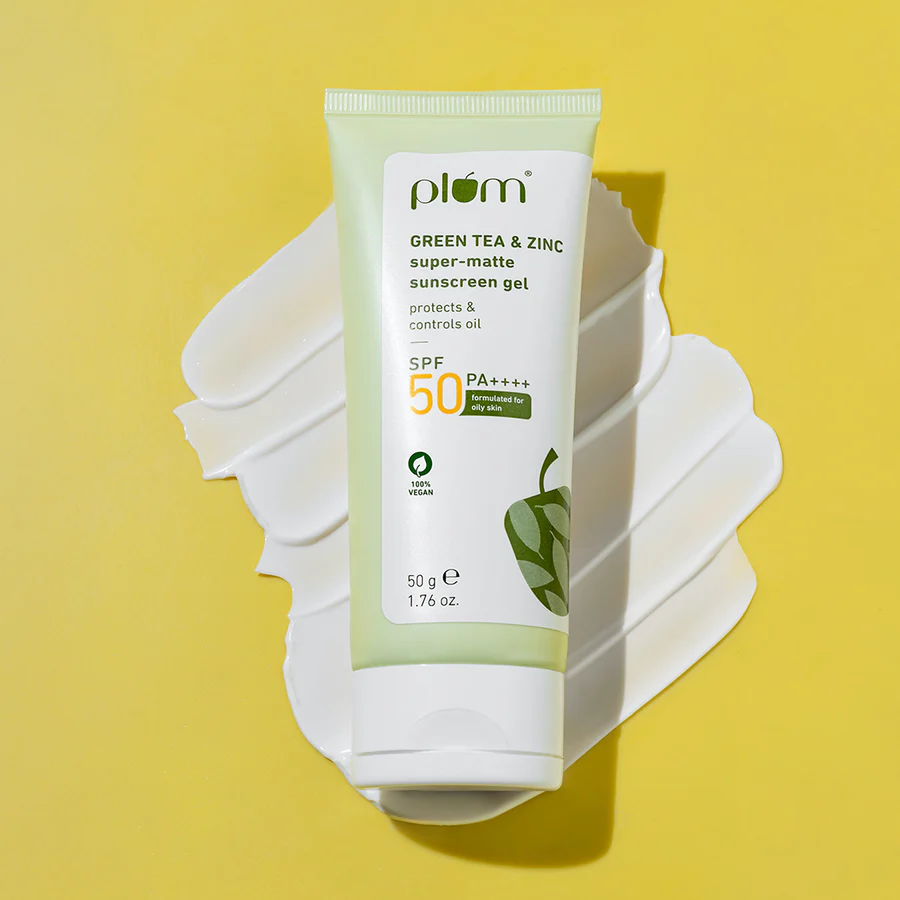 plum®
GREEN TEA & ZINC
super-matte
sunscreen gel
protects &
controls oil
SPF
50 PA++++
formulated for
oily skin
100%
VEGAN
50 g ℮
1.76 oz.